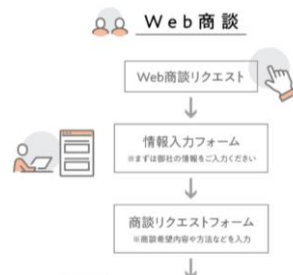 Web商談
Web商談リクエスト
情報入力フォーム
※まずは御社の情報をご入力ください
商談リクエストフォーム
※商談希望内容や方法などを入力